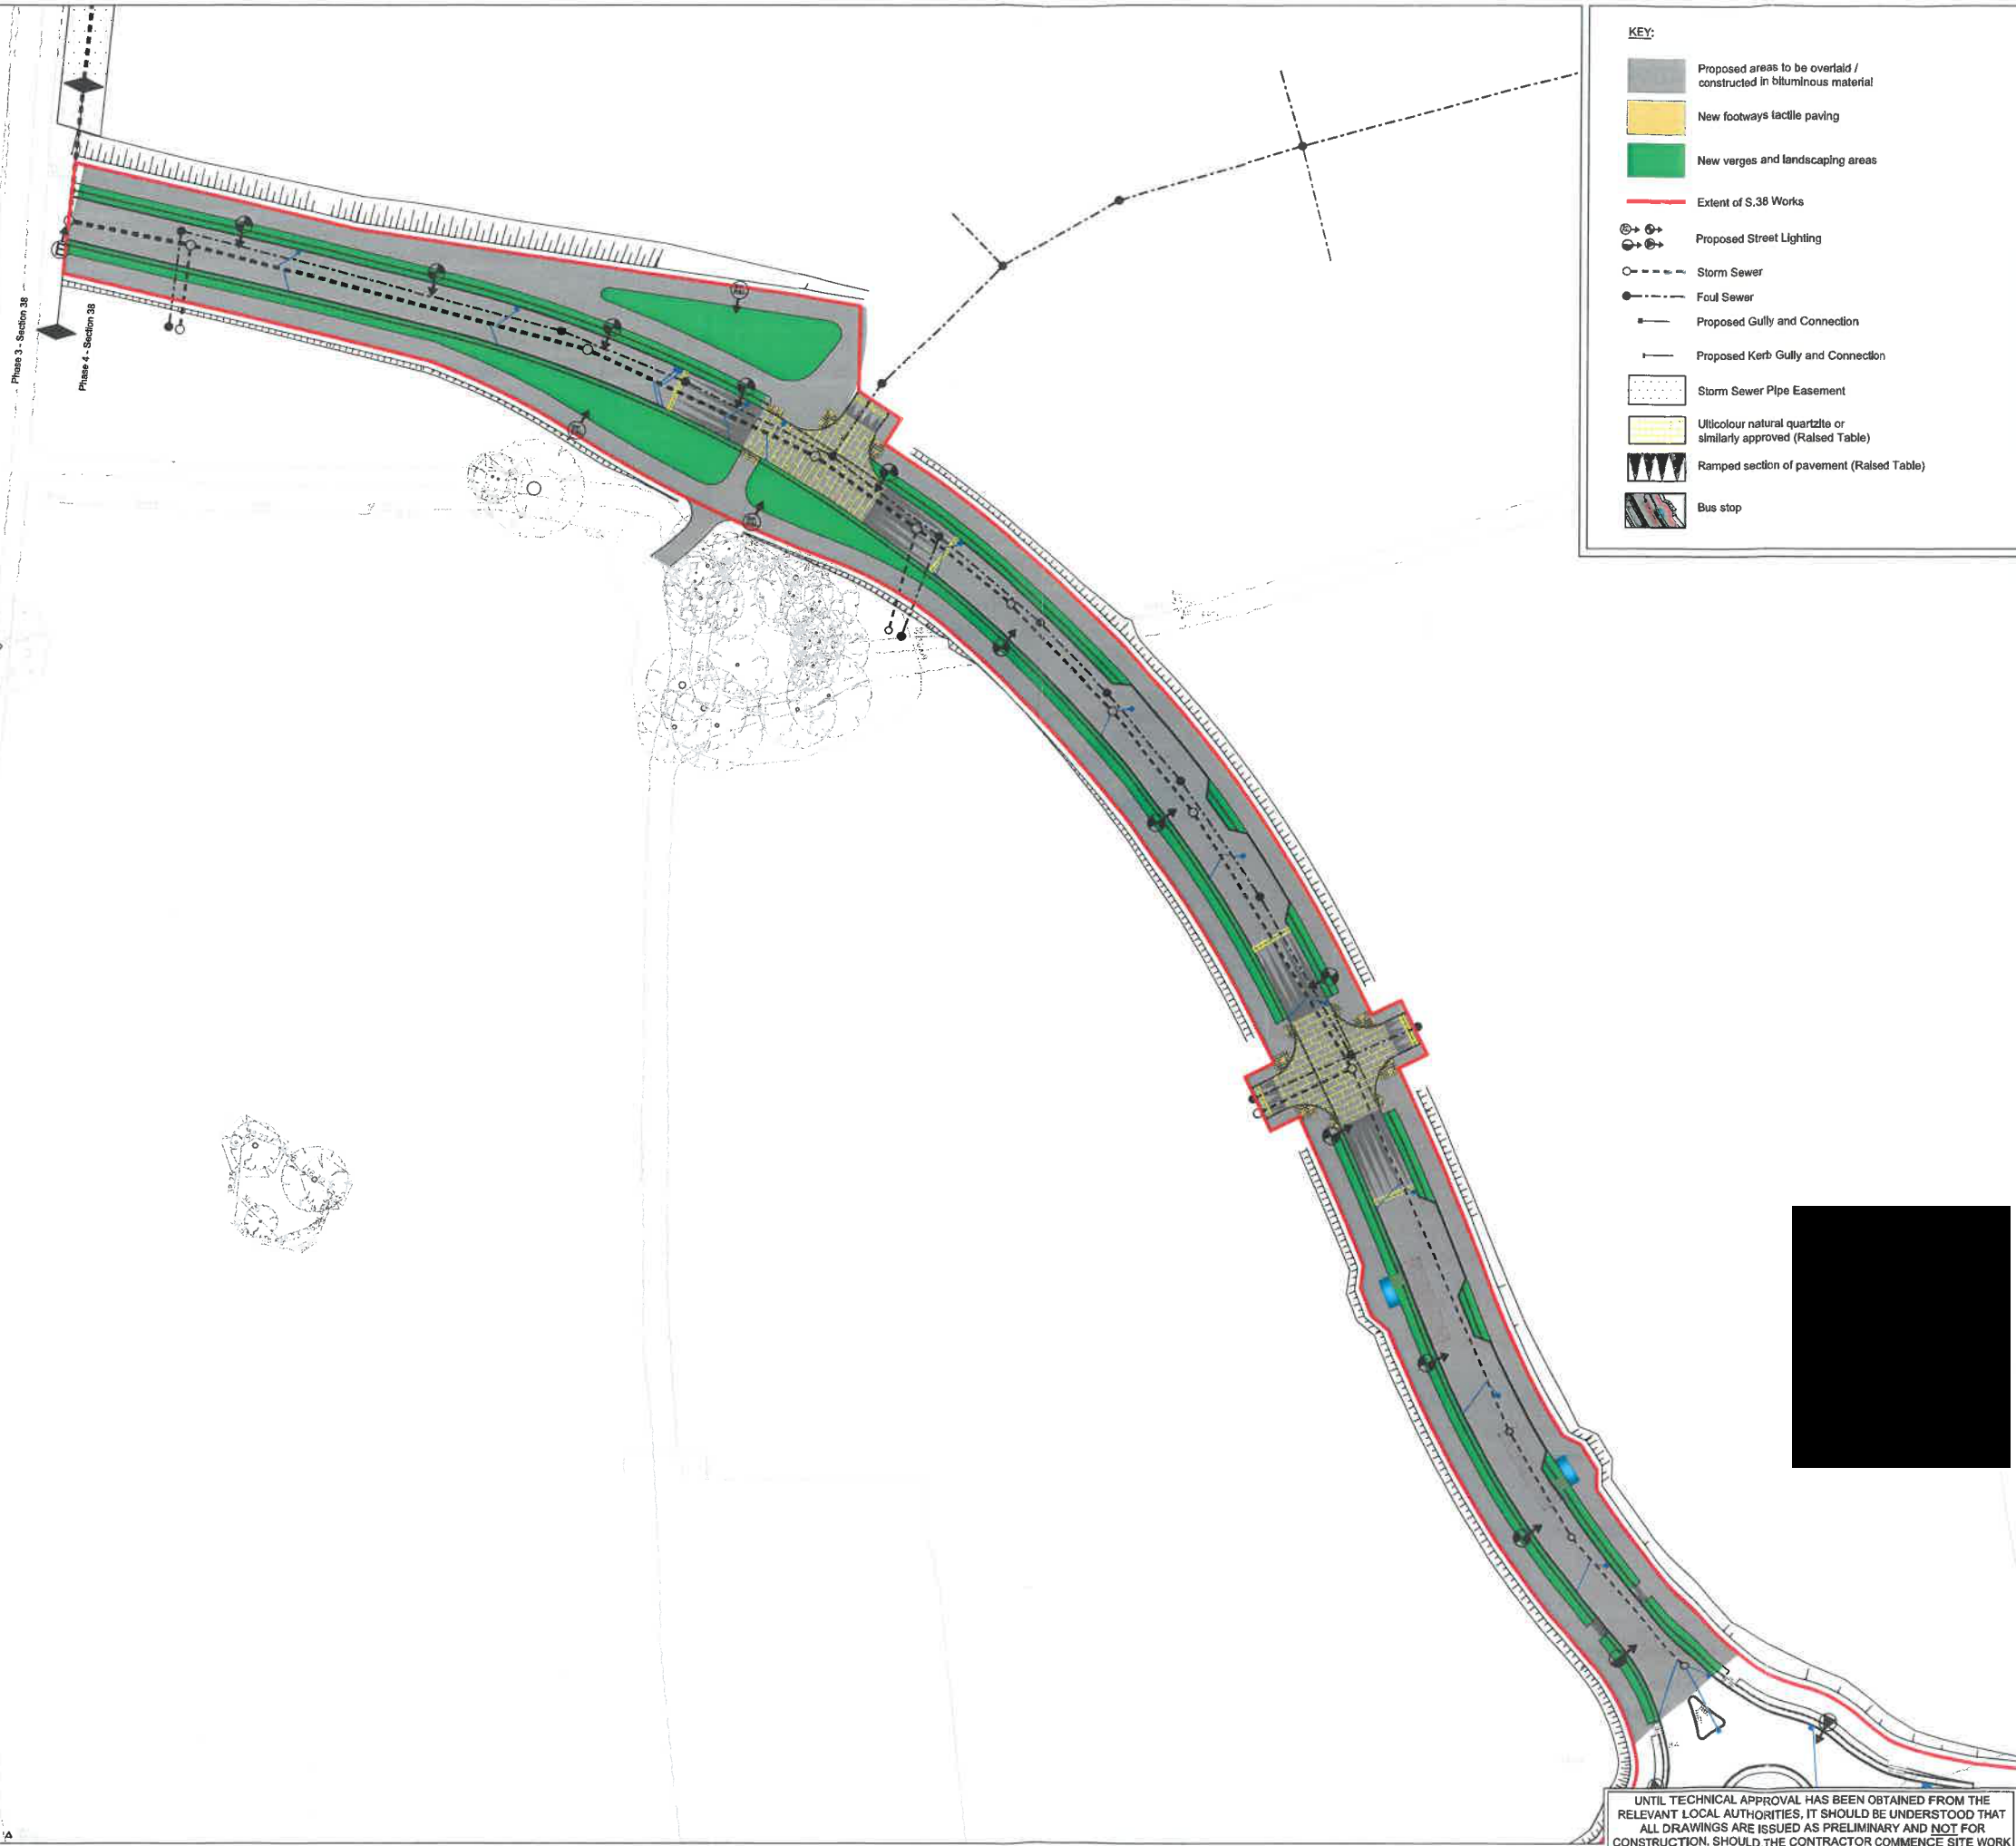 KEY:
Proposed areas to be overlaid /
constructed in bituminous material
New footways tactile paving
New verges and landscaping areas
Extent of S.38 Works
Proposed Street Lighting
Storm Sewer
Foul Sewer
Proposed Gully and Connection
Proposed Kerb Gully and Connection
Storm Sewer Pipe Easement
Ulticolour natural quartzite or
similarly approved (Raised Table)
Ramped section of pavement (Raised Table)
Bus stop
Phase 3 - Section 38
Phase 4 - Section 38
UNTIL TECHNICAL APPROVAL HAS BEEN OBTAINED FROM THE
RELEVANT LOCAL AUTHORITIES, IT SHOULD BE UNDERSTOOD THAT
ALL DRAWINGS ARE ISSUED AS PRELIMINARY AND NOT FOR
CONSTRUCTION. SHOULD THE CONTRACTOR COMMENCE SITE WORK